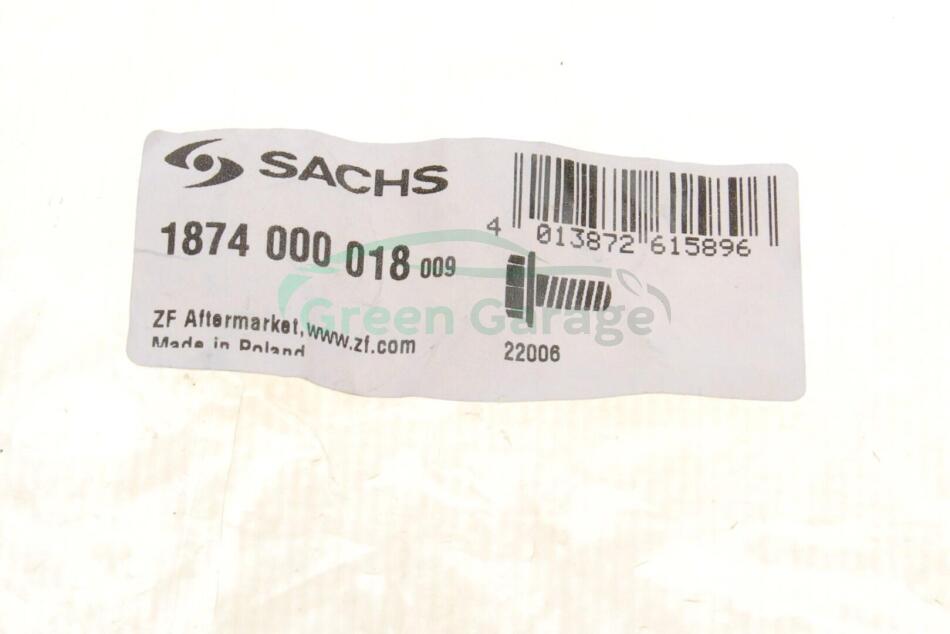 SACHS
1874 000 018 009
ZF Aftermarket, www.zf.com
Made in Poland
4 013872 615896
22006
Green Garage